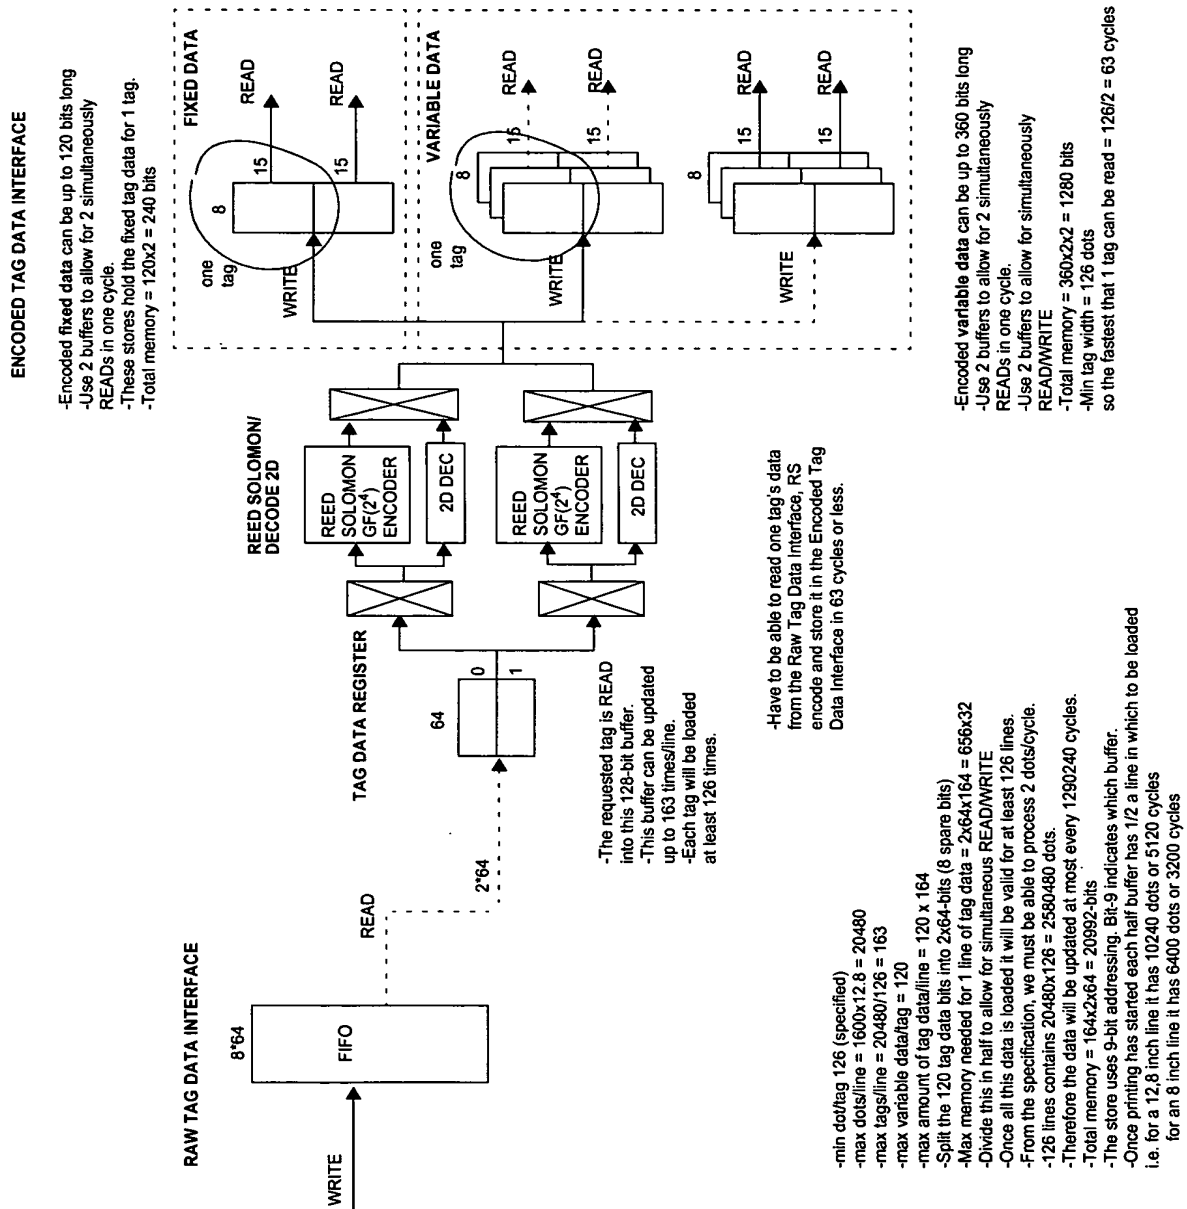 RAW TAG DATA INTERFACE
8*64
WRITE
FIFO
READ
2*64
-min dot/tag 126 (specified)
-max dots/line = 1600x12.8 = 20480
-max tags/line = 20480/126 = 163
-max variable data/tag = 120
-max amount of tag data/line = 120 x 164
-Split the 120 tag data bits into 2x64-bits (8 spare bits)
-Max memory needed for 1 line of tag data = 2x64x164 = 656x32
-Divide this in half to allow for simultaneous READ/WRITE
-Once all this data is loaded it will be valid for at least 126 lines.
-From the specification, we must be able to process 2 dots/cycle.
-126 lines contains 20480x126 = 2580480 dots.
-Therefore the data will be updated at most every 1290240 cycles.
-Total memory = 164x2x64 = 20992-bits
-The store uses 9-bit addressing. Bit-9 indicates which buffer.
-Once printing has started each half buffer has 1/2 a line in which to be loaded
i.e. for a 12,8 inch line it has 10240 dots or 5120 cycles
for an 8 inch line it has 6400 dots or 3200 cycles
TAG DATA REGISTER
64
0
1
-The requested tag is READ
into this 128-bit buffer.
-This buffer can be updated
up to 163 times/line.
-Each tag will be loaded
at least 126 times.
REED SOLOMON/
DECODE 2D
REED
SOLOMON
GF(2⁴)
ENCODER
2D DEC
REED
SOLOMON
GF(2⁴)
ENCODER
2D DEC
-Have to be able to read one tag's data
from the Raw Tag Data Interface, RS
encode and store it in the Encoded Tag
Data Interface in 63 cycles or less.
ENCODED TAG DATA INTERFACE
-Encoded fixed data can be up to 120 bits long
-Use 2 buffers to allow for 2 simultaneously
READs in one cycle.
-These stores hold the fixed tag data for 1 tag.
-Total memory = 120x2 = 240 bits
FIXED DATA
one
tag
8
15
READ
15
READ
WRITE
VARIABLE DATA
one
tag
8
15
READ
15
READ
8
15
READ
15
READ
WRITE
-Encoded variable data can be up to 360 bits long
-Use 2 buffers to allow for 2 simultaneously
READs in one cycle.
-Use 2 buffers to allow for simultaneously
READ/WRITE
-Total memory = 360x2x2 = 1280 bits
-Min tag width = 126 dots
so the fastest that 1 tag can be read = 126/2 = 63 cycles